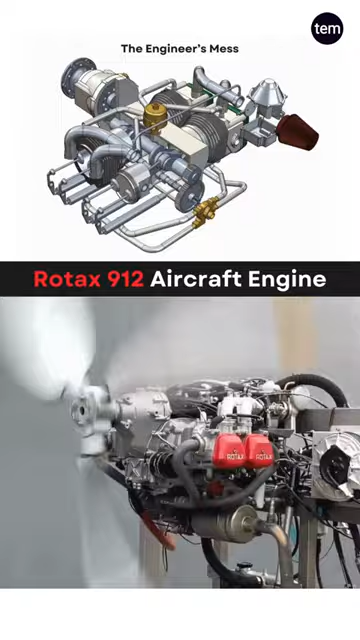 tem
The Engineer's Mess
Rotax 912 Aircraft Engine
ROTAX
ROTAX